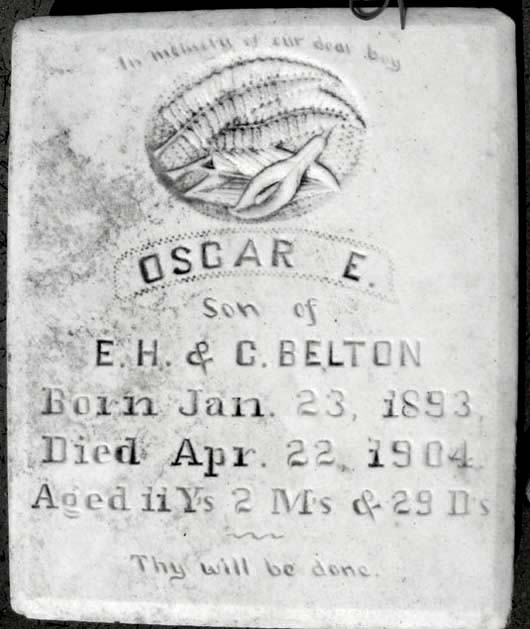 In memory of our dear boy
OSCAR E.
Son of
E. H. & C. BELTON
Born Jan. 23, 1893.
Died Apr. 22, 1904.
Aged 11 Ys 2 Ms & 29 Ds
Thy will be done.